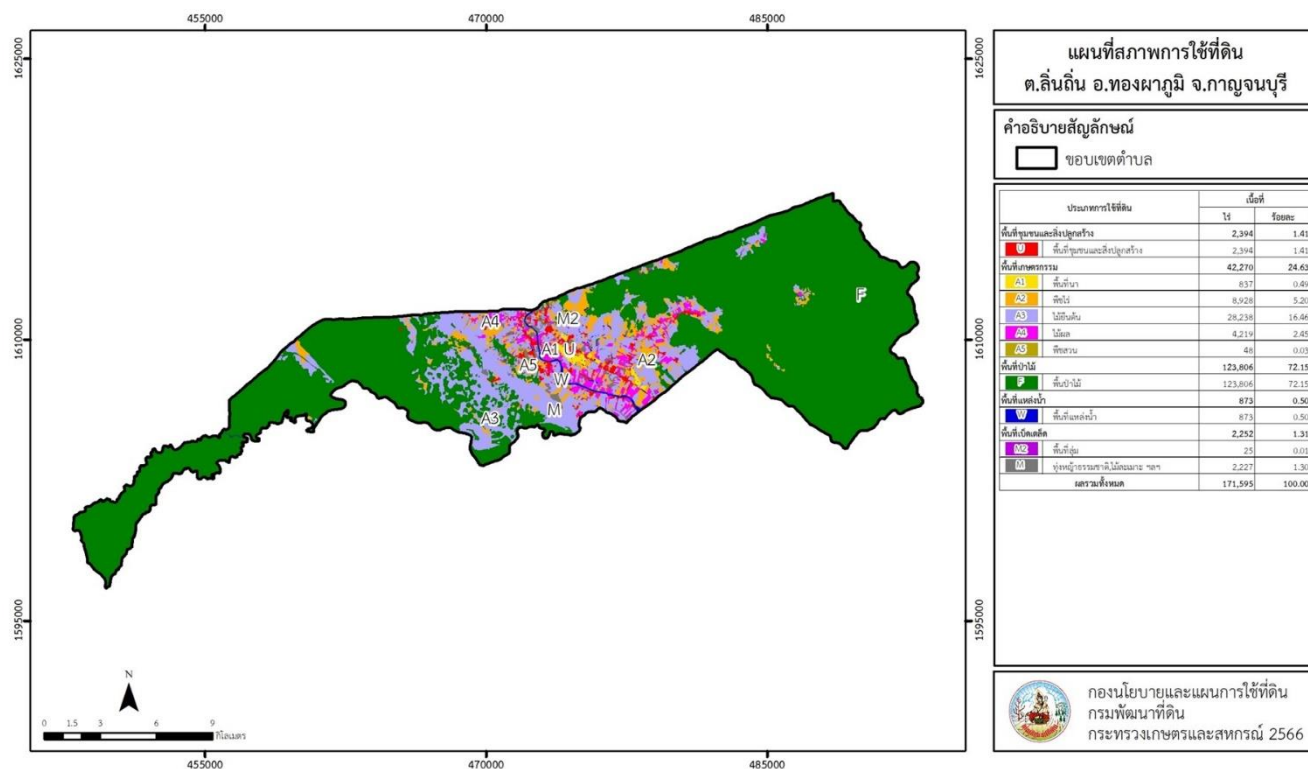 455000 470000 485000
1625000 1625000
1610000 1610000
1595000 1595000
455000 470000 485000
F
A4 M2
A1 U
A5 A2
W
M
A3
N
0 1.5 3 6 9
กิโลเมตร
แผนที่สภาพการใช้ที่ดิน
ต.ลิ่นถิ่น อ.ทองผาภูมิ จ.กาญจนบุรี
คำอธิบายสัญลักษณ์
ขอบเขตตำบล
ประเภทการใช้ที่ดิน เนื้อที่
ไร่ ร้อยละ
พื้นที่ชุมชนและสิ่งปลูกสร้าง 2,394 1.41
U พื้นที่ชุมชนและสิ่งปลูกสร้าง 2,394 1.41
พื้นที่เกษตรกรรม 42,270 24.63
A1 พื้นที่นา 837 0.49
A2 พืชไร่ 8,928 5.20
A3 ไม้ยืนต้น 28,238 16.46
A4 ไม้ผล 4,219 2.45
A5 พืชสวน 48 0.03
พื้นที่ป่าไม้ 123,806 72.15
F พื้นป่าไม้ 123,806 72.15
พื้นที่แหล่งน้ำ 873 0.50
W พื้นที่แหล่งน้ำ 873 0.50
พื้นที่เบ็ดเตล็ด 2,252 1.31
M2 พื้นที่ลุ่ม 25 0.01
M ทุ่งหญ้าธรรมชาติ,ไม้ละเมาะ ฯลฯ 2,227 1.30
ผลรวมทั้งหมด 171,595 100.00
กองนโยบายและแผนการใช้ที่ดิน
กรมพัฒนาที่ดิน
กระทรวงเกษตรและสหกรณ์ 2566